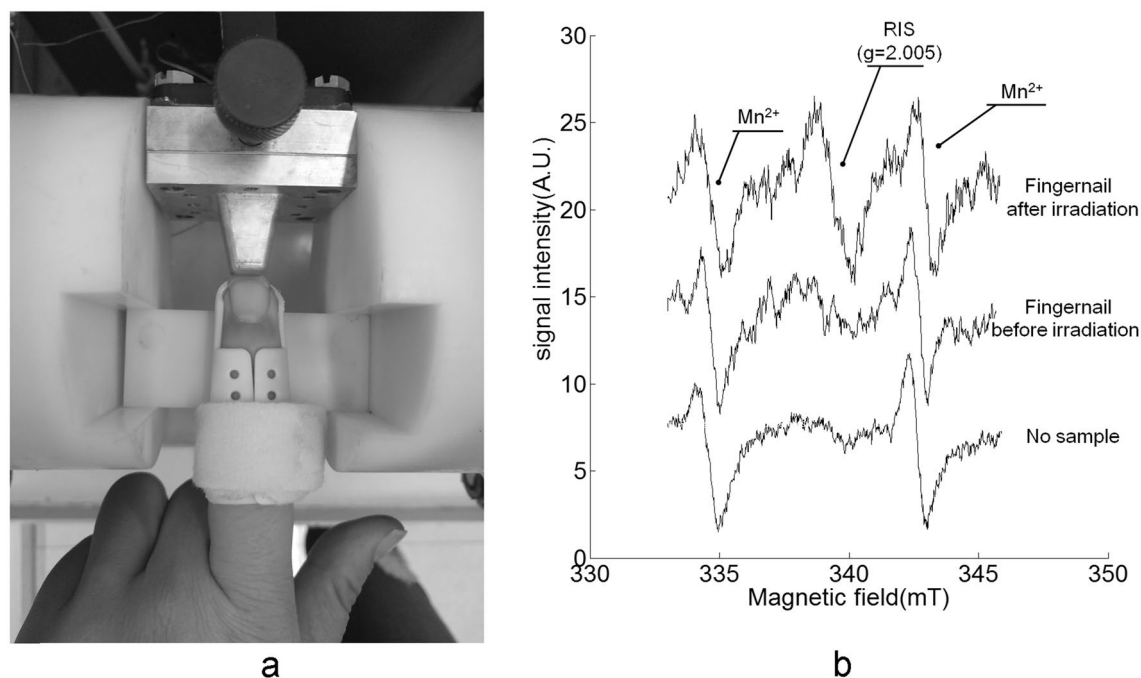 RIS
(g=2.005)
Mn2+
Mn2+
30
25
20
15
10
5
0
signal intensity(A.U.)
Fingernail
after irradiation
Fingernail
before irradiation
No sample
330
335
340
345
350
Magnetic field(mT)
a
b